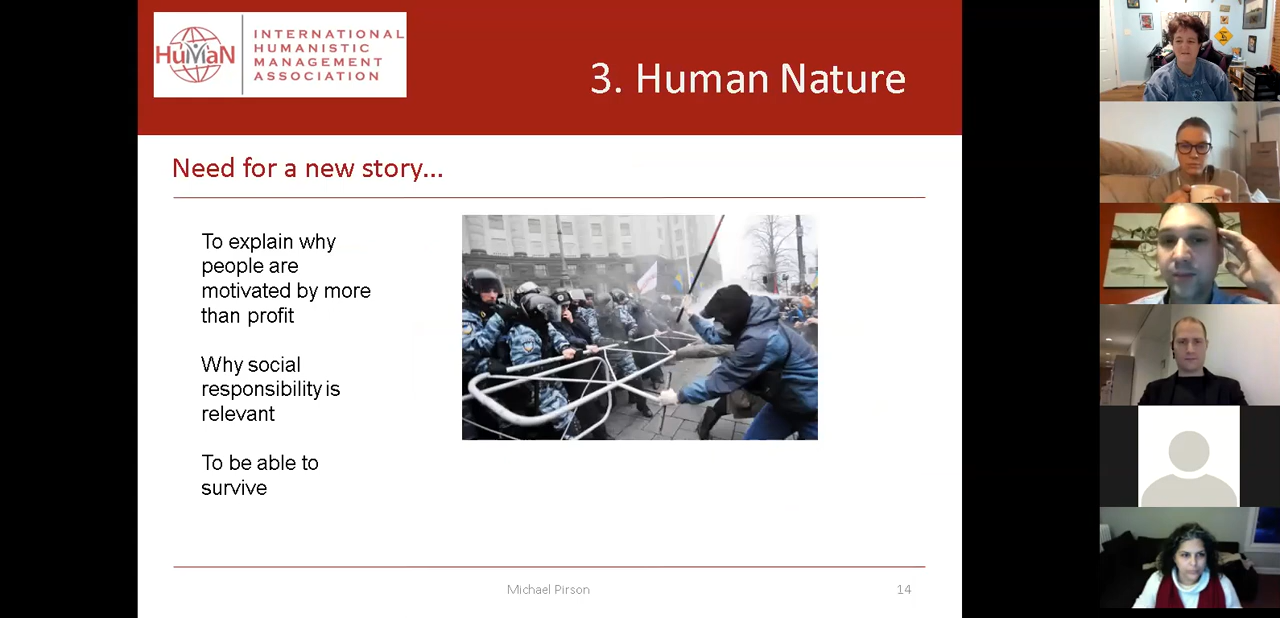 HuMaN
INTERNATIONAL
HUMANISTIC
MANAGEMENT
ASSOCIATION
3. Human Nature
Need for a new story...
To explain why
people are
motivated by more
than profit
Why social
responsibility is
relevant
To be able to
survive
Michael Pirson
14